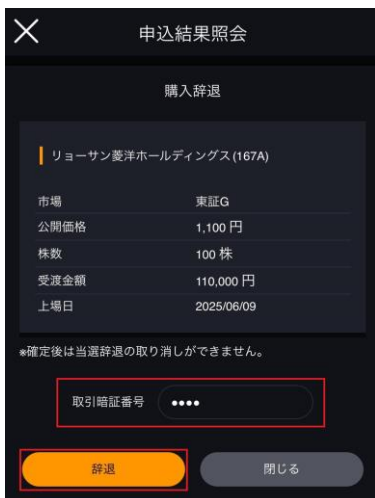 申込結果照会
購入辞退
リョーサン菱洋ホールディングス(167A)
市場 東証G
公開価格 1,100 円
株数 100 株
受渡金額 110,000 円
上場日 2025/06/09
※確定後は当選辞退の取り消しができません。
取引暗証番号 ••••
辞退 閉じる